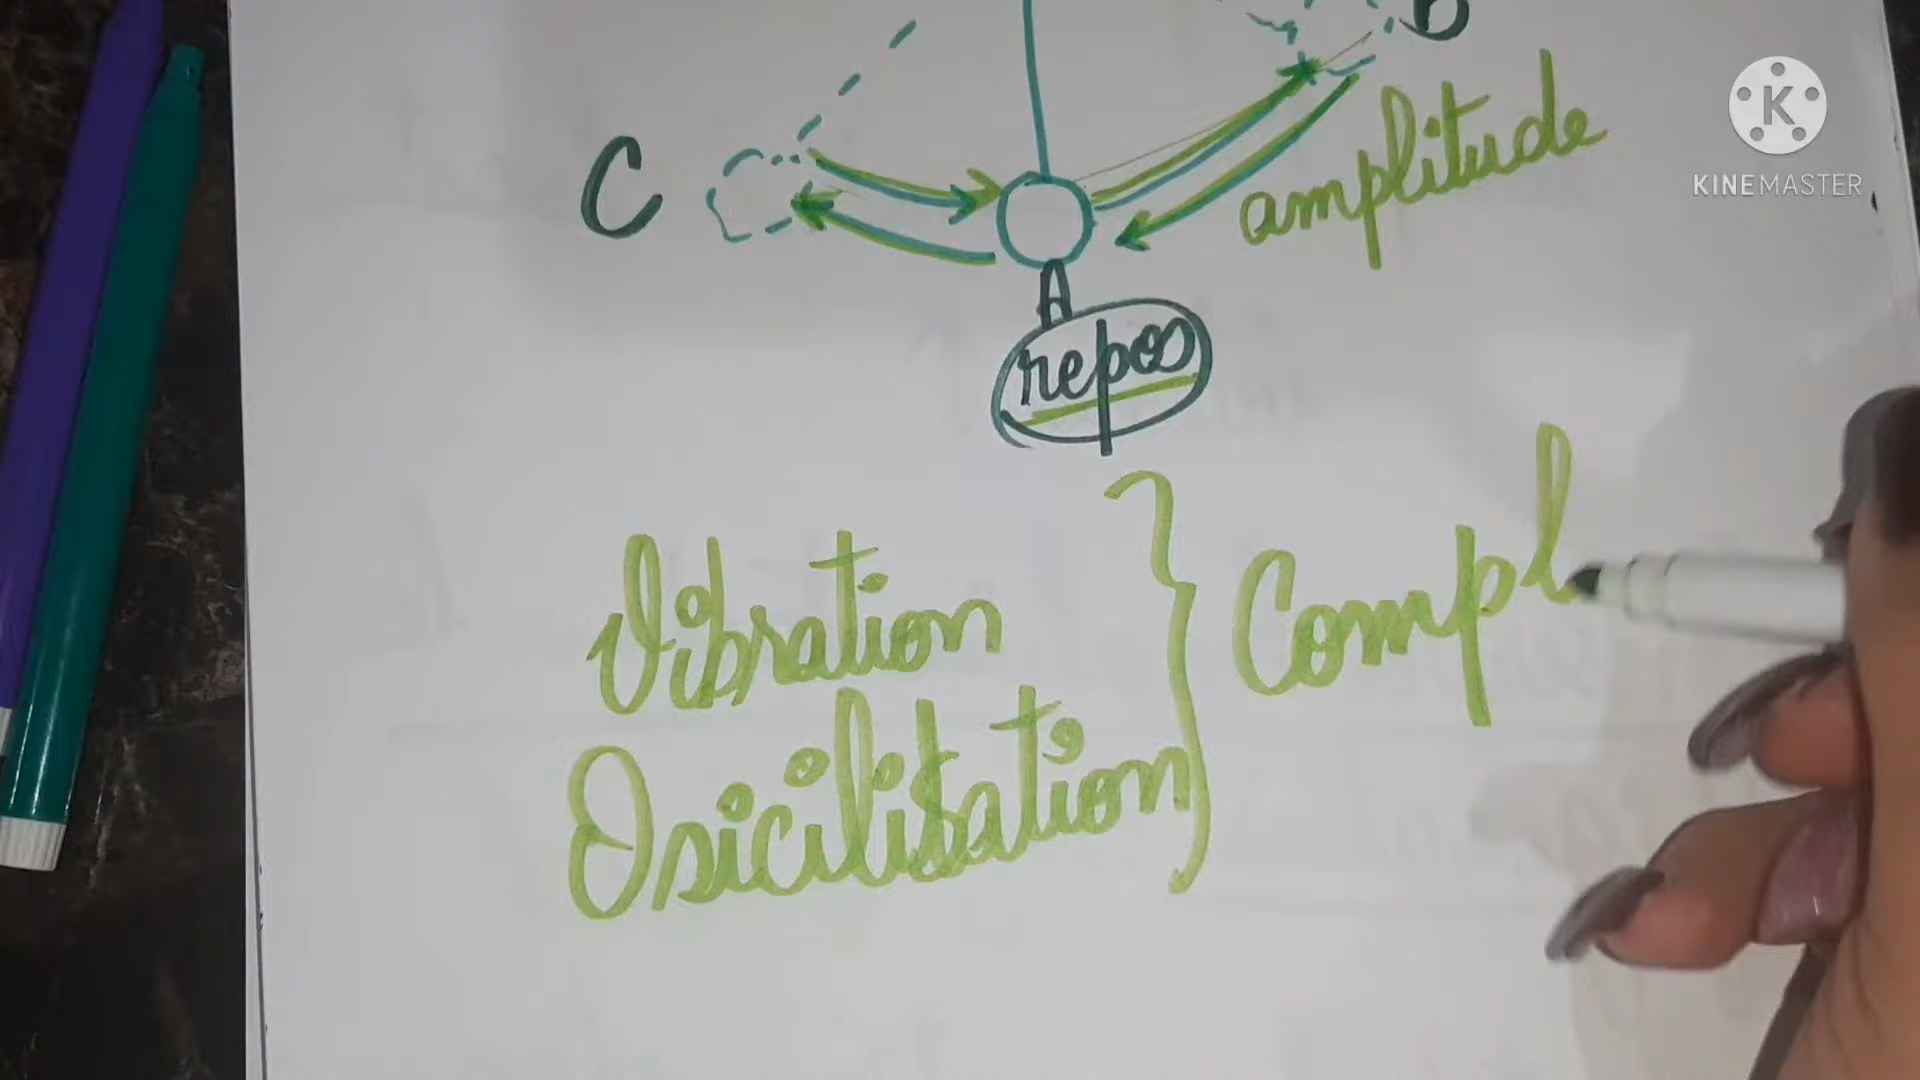 B
C
amplitude
KINEMASTER
A
repos
Vibration
Compl
Osicilisation